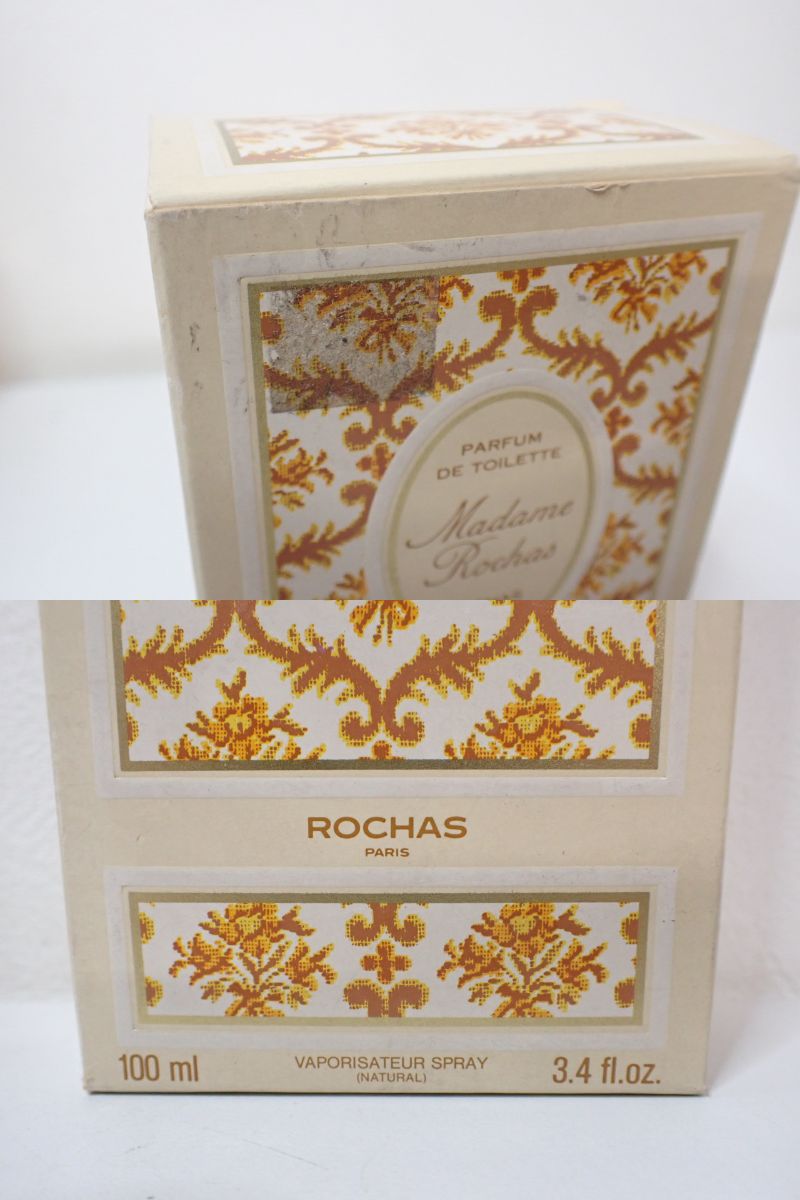 PARFUM
DE TOILETTE
Madame
Rochas
ROCHAS
PARIS
100 ml VAPORISATEUR SPRAY 3.4 fl.oz.
(NATURAL)